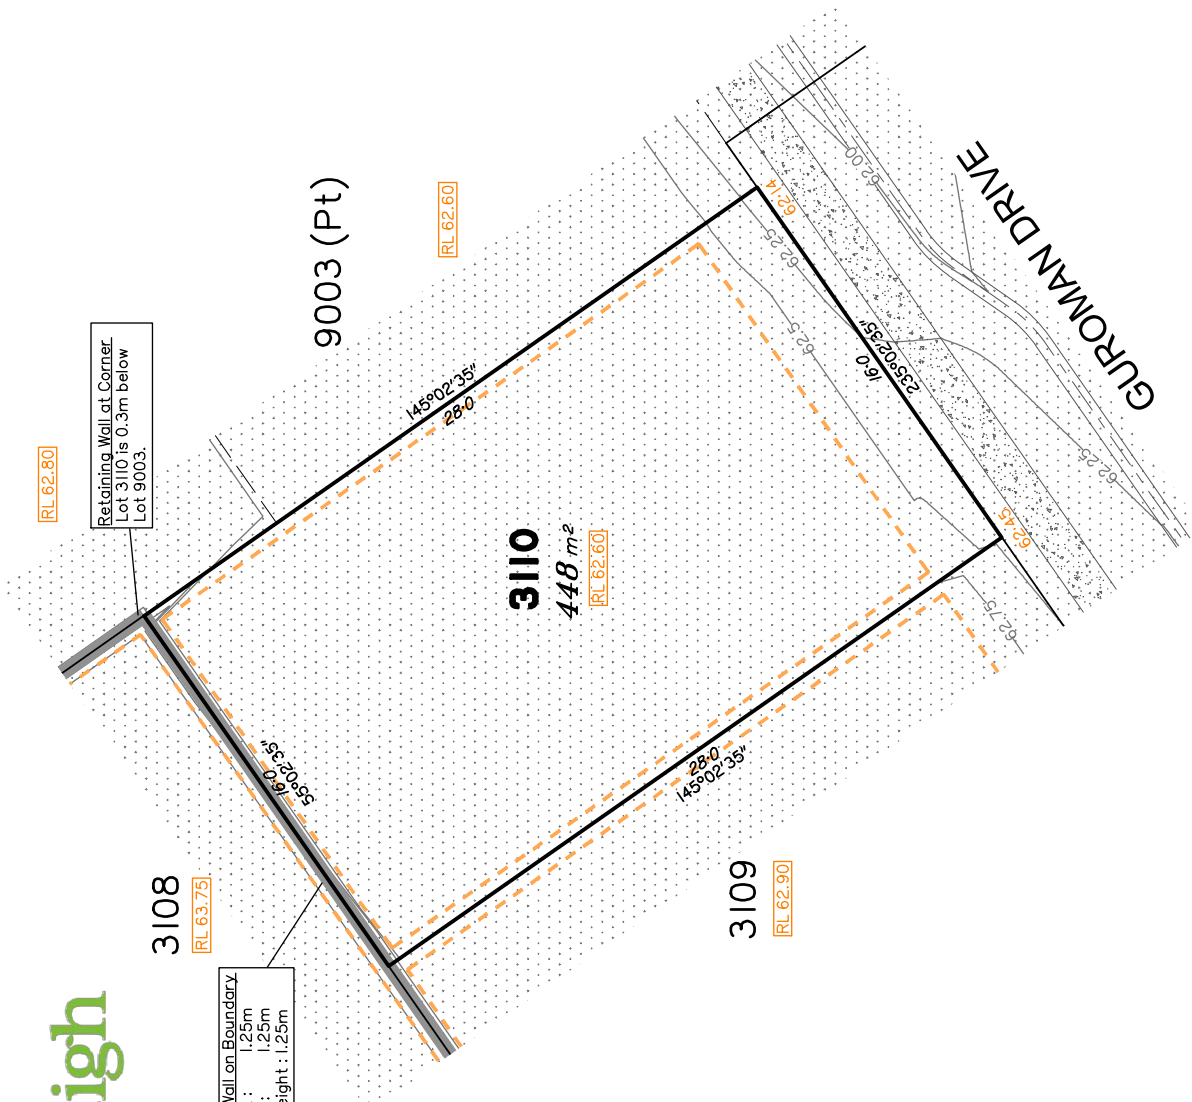 GUROMAN DRIVE
9003 (Pt)
RL 62.60
RL 62.80
Retaining Wall at Corner
Lot 3110 is 0.3m below
Lot 9003.
145°02'35"
28·0
3110
448 m²
RL 62.60
62·14
62.00
62.25
62.5
16·0
235°02'35"
62·45
62.25
62.75
55°02'35"
16·0
28·0
145°02'35"
3108
RL 63.75
3109
RL 62.90
Wall on Boundary
: 1.25m
: 1.25m
eight : 1.25m
igh